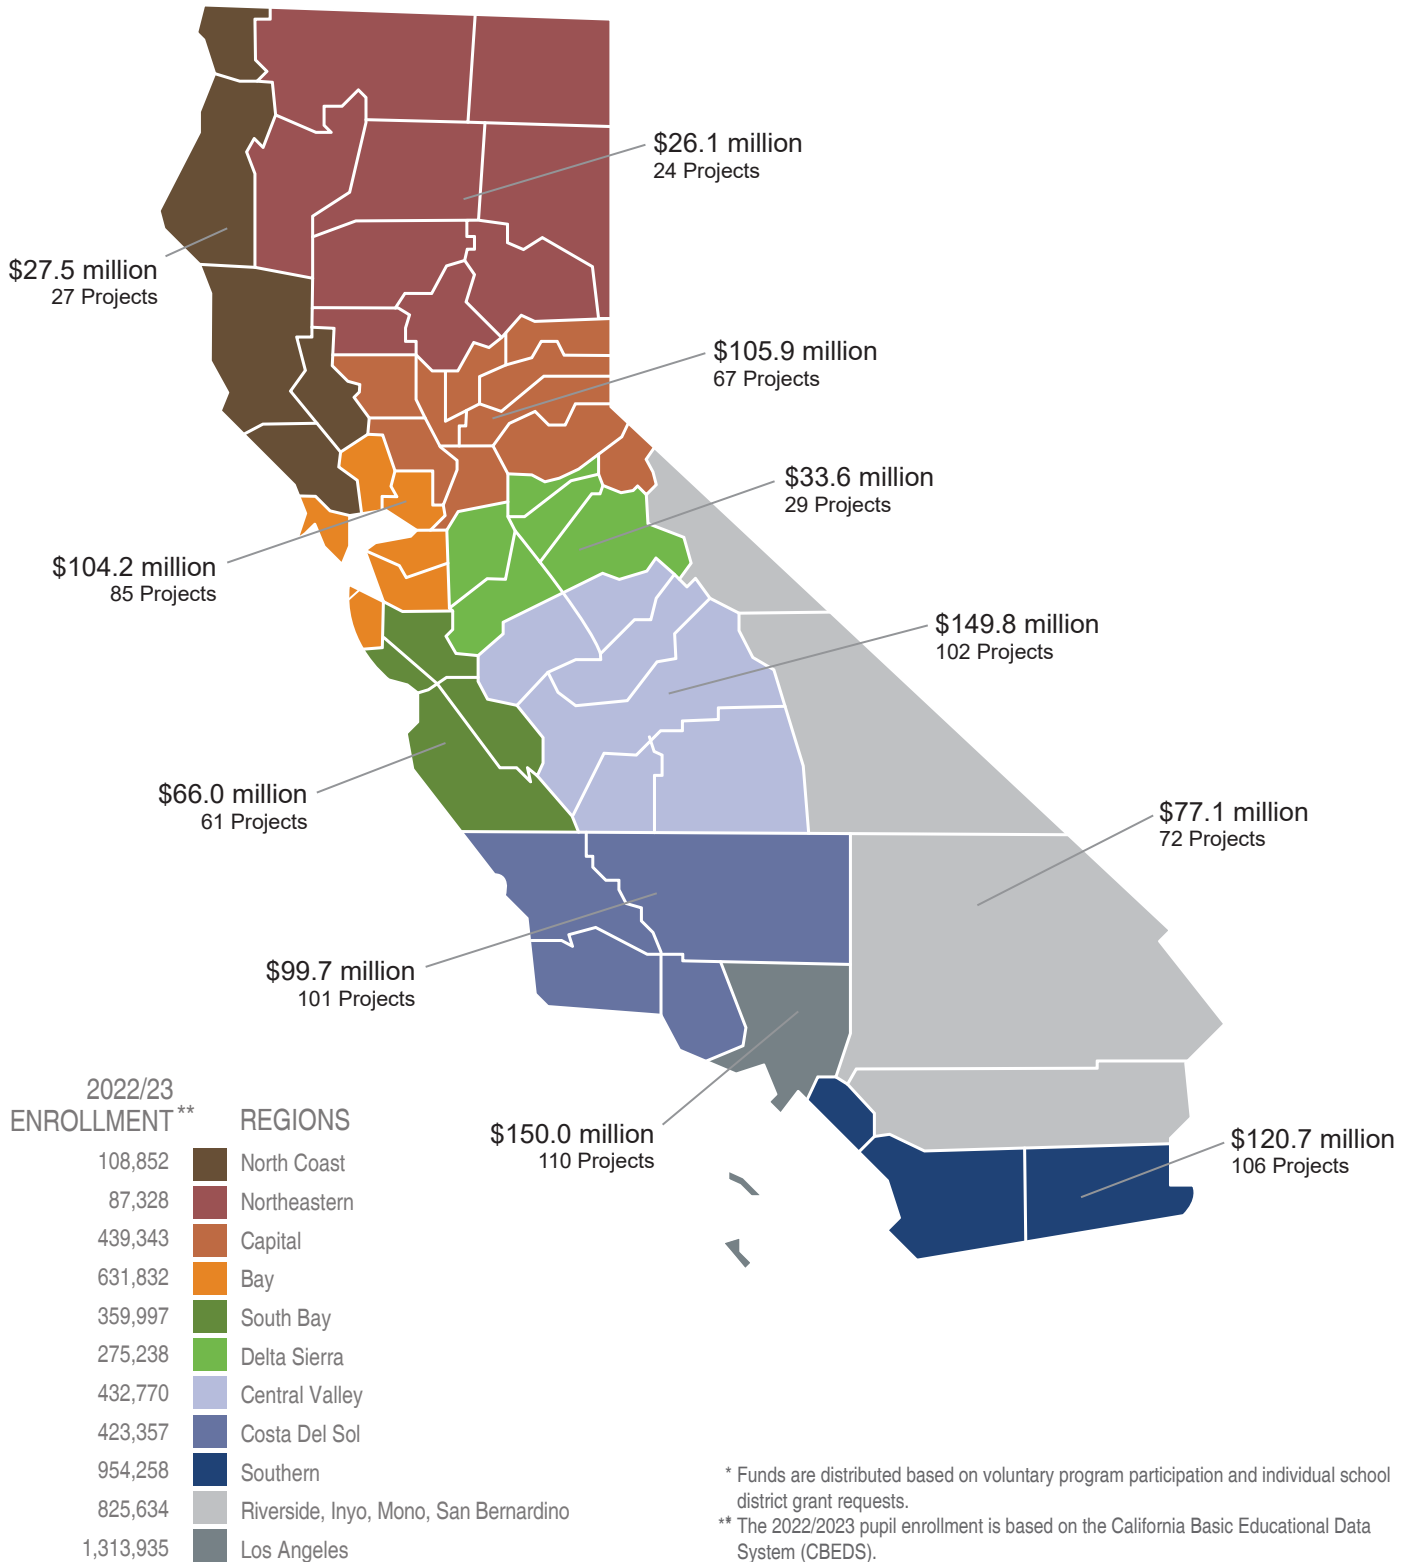 $26.1 million
24 Projects
$27.5 million
27 Projects
$105.9 million
67 Projects
$33.6 million
29 Projects
$104.2 million
85 Projects
$149.8 million
102 Projects
$66.0 million
61 Projects
$77.1 million
72 Projects
$99.7 million
101 Projects
$150.0 million
110 Projects
$120.7 million
106 Projects
2022/23
ENROLLMENT** REGIONS
108,852 North Coast
87,328 Northeastern
439,343 Capital
631,832 Bay
359,997 South Bay
275,238 Delta Sierra
432,770 Central Valley
423,357 Costa Del Sol
954,258 Southern
825,634 Riverside, Inyo, Mono, San Bernardino
1,313,935 Los Angeles
* Funds are distributed based on voluntary program participation and individual school
district grant requests.
** The 2022/2023 pupil enrollment is based on the California Basic Educational Data
System (CBEDS).